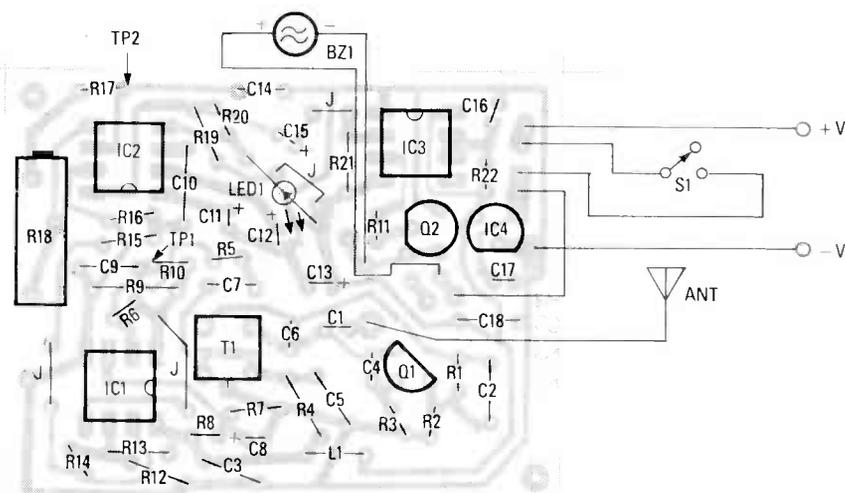 BZ1
TP2
R17
C14
J
C16
R20
R19
C15
IC2
IC3
+V
C10
J
R21
LED1
R22
S1
R18
R16
C11
C12
R11
Q2
IC4
R15
TP1
R5
-V
C9
R10
C13
C17
R9
C7
ANT
R6
C1
C18
C6
T1
J
J
IC1
C4
Q1
R1
C2
R7
R4
C5
R3
R2
R8
C8
R13
L1
R14
R12
C3